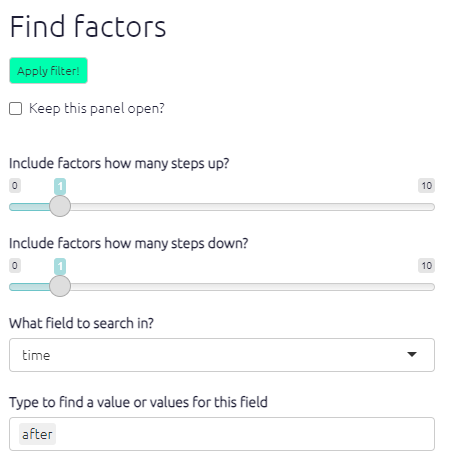 Find factors
Apply filter!
Keep this panel open?
Include factors how many steps up?
0 1 10
Include factors how many steps down?
0 1 10
What field to search in?
time
Type to find a value or values for this field
after